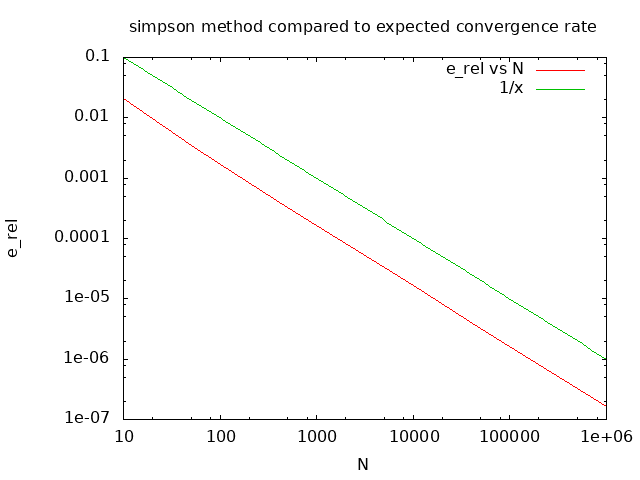 simpson method compared to expected convergence rate
0.1
0.01
0.001
0.0001
1e-05
1e-06
1e-07
e_rel
e_rel vs N
1/x
10 100 1000 10000 100000 1e+06
N